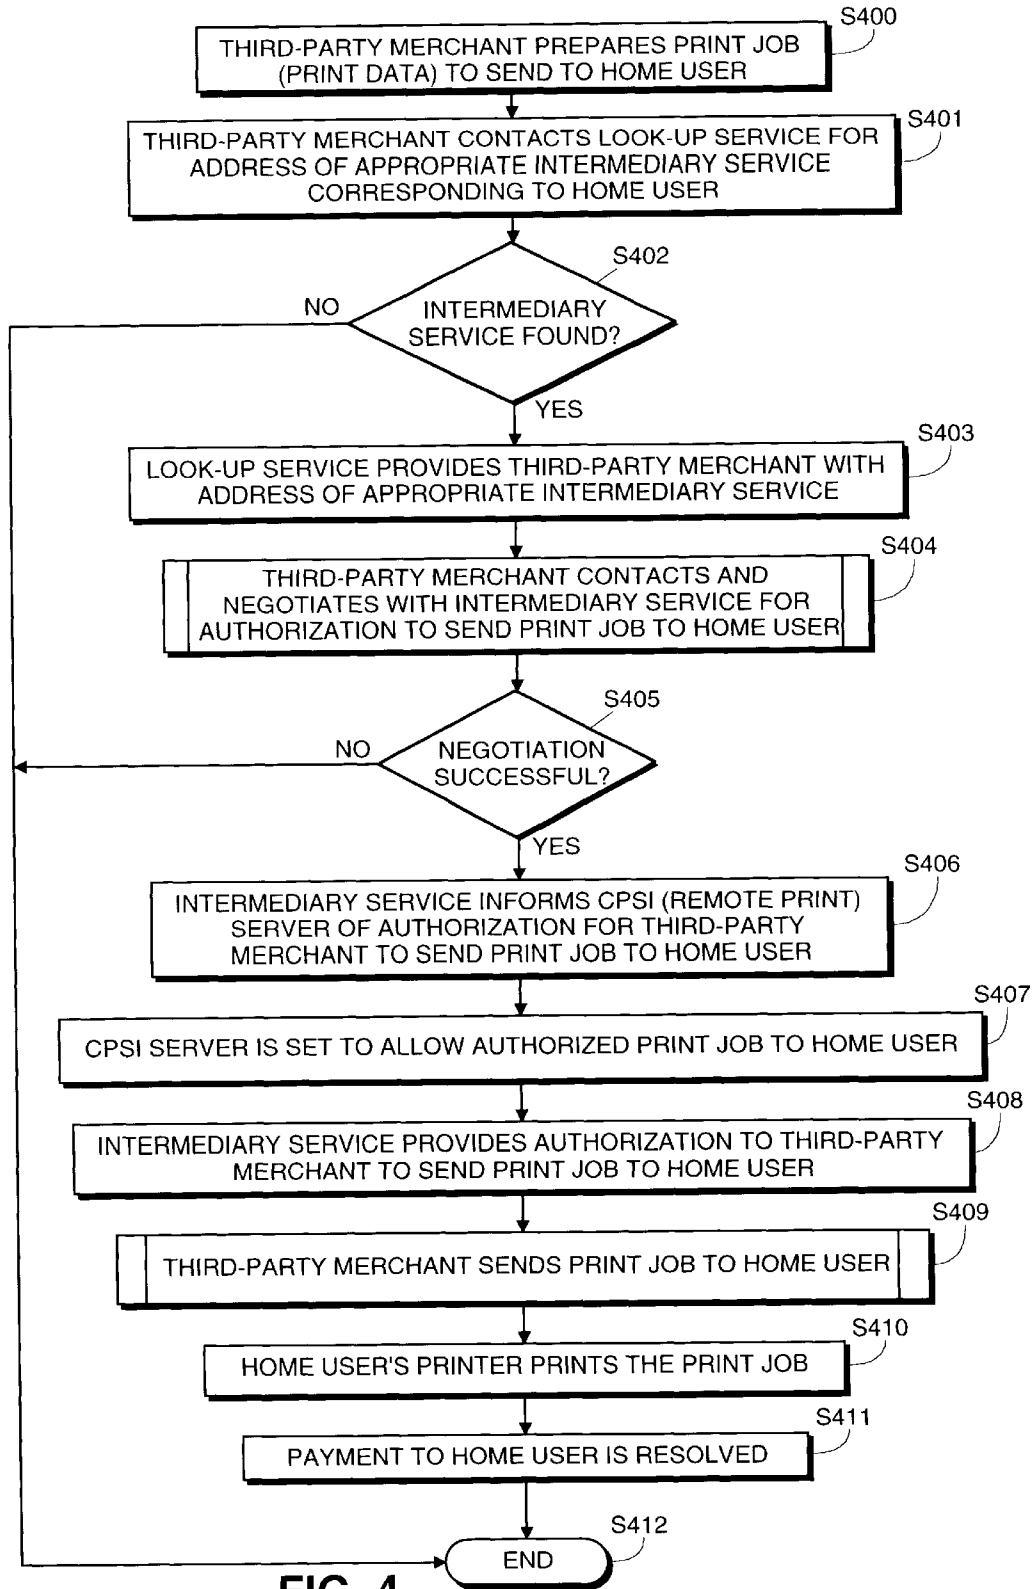 S400
THIRD-PARTY MERCHANT PREPARES PRINT JOB
(PRINT DATA) TO SEND TO HOME USER
S401
THIRD-PARTY MERCHANT CONTACTS LOOK-UP SERVICE FOR
ADDRESS OF APPROPRIATE INTERMEDIARY SERVICE
CORRESPONDING TO HOME USER
S402
NO
INTERMEDIARY
SERVICE FOUND?
YES
S403
LOOK-UP SERVICE PROVIDES THIRD-PARTY MERCHANT WITH
ADDRESS OF APPROPRIATE INTERMEDIARY SERVICE
S404
THIRD-PARTY MERCHANT CONTACTS AND
NEGOTIATES WITH INTERMEDIARY SERVICE FOR
AUTHORIZATION TO SEND PRINT JOB TO HOME USER
S405
NO
NEGOTIATION
SUCCESSFUL?
YES
S406
INTERMEDIARY SERVICE INFORMS CPSI (REMOTE PRINT)
SERVER OF AUTHORIZATION FOR THIRD-PARTY
MERCHANT TO SEND PRINT JOB TO HOME USER
S407
CPSI SERVER IS SET TO ALLOW AUTHORIZED PRINT JOB TO HOME USER
S408
INTERMEDIARY SERVICE PROVIDES AUTHORIZATION TO THIRD-PARTY
MERCHANT TO SEND PRINT JOB TO HOME USER
S409
THIRD-PARTY MERCHANT SENDS PRINT JOB TO HOME USER
S410
HOME USER'S PRINTER PRINTS THE PRINT JOB
S411
PAYMENT TO HOME USER IS RESOLVED
S412
END
FIG. 4